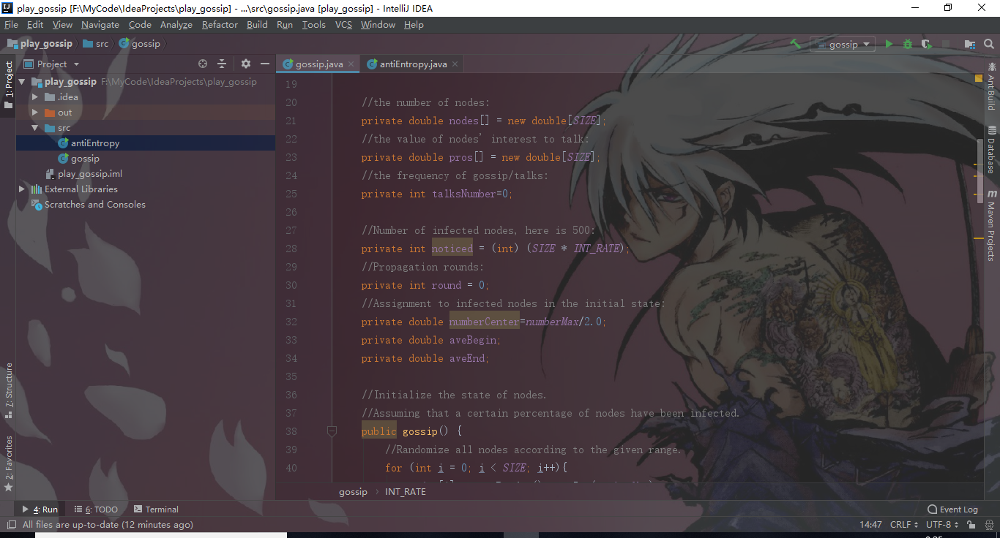 play_gossip [F:\MyCode\IdeaProjects\play_gossip] - ...\src\gossip.java [play_gossip] - IntelliJ IDEA
File Edit View Navigate Code Analyze Refactor Build Run Tools VCS Window Help
play_gossip src gossip gossip
1: Project
Project
gossip.java antiEntropy.java
play_gossip F:\MyCode\IdeaProjects\play_gossip
.idea
out
src
antiEntropy
gossip
play_gossip.iml
External Libraries
Scratches and Consoles
7: Structure
2: Favorites
19
20 //the number of nodes:
21 private double nodes[] = new double[SIZE];
22 //the value of nodes' interest to talk:
23 private double pros[] = new double[SIZE];
24 //the frequency of gossip/talks:
25 private int talksNumber=0;
26
27 //Number of infected nodes, here is 500:
28 private int noticed = (int) (SIZE * INT_RATE);
29 //Propagation rounds:
30 private int round = 0;
31 //Assignment to infected nodes in the initial state:
32 private double numberCenter=numberMax/2.0;
33 private double aveBegin;
34 private double aveEnd;
35
36 //Initialize the state of nodes.
37 //Assuming that a certain percentage of nodes have been infected.
38 public gossip() {
39 //Randomize all nodes according to the given range.
40 for (int i = 0; i < SIZE; i++){
gossip › INT_RATE
Ant Build
Database
Maven Projects
4: Run 6: TODO Terminal Event Log
All files are up-to-date (12 minutes ago) 14:47 CRLF UTF-8